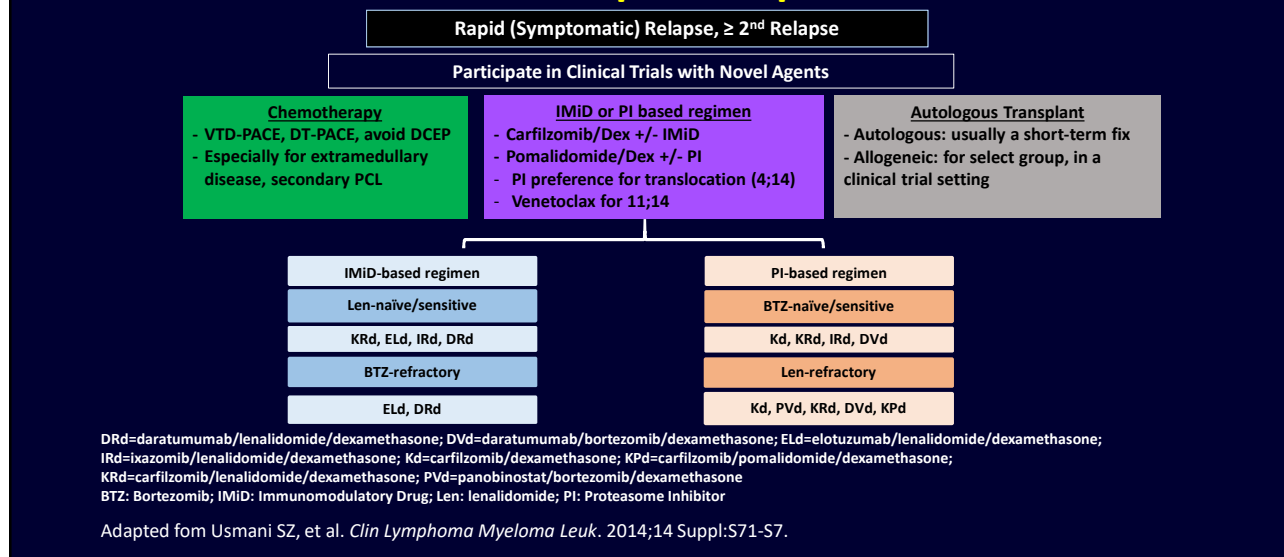 Rapid (Symptomatic) Relapse, ≥ 2nd Relapse
Participate in Clinical Trials with Novel Agents
Chemotherapy
- VTD-PACE, DT-PACE, avoid DCEP
- Especially for extramedullary
disease, secondary PCL
IMiD or PI based regimen
- Carfilzomib/Dex +/- IMiD
- Pomalidomide/Dex +/- PI
- PI preference for translocation (4;14)
- Venetoclax for 11;14
Autologous Transplant
- Autologous: usually a short-term fix
- Allogeneic: for select group, in a
clinical trial setting
IMiD-based regimen
Len-naïve/sensitive
KRd, ELd, IRd, DRd
BTZ-refractory
ELd, DRd
PI-based regimen
BTZ-naïve/sensitive
Kd, KRd, IRd, DVd
Len-refractory
Kd, PVd, KRd, DVd, KPd
DRd=daratumumab/lenalidomide/dexamethasone; DVd=daratumumab/bortezomib/dexamethasone; ELd=elotuzumab/lenalidomide/dexamethasone;
IRd=ixazomib/lenalidomide/dexamethasone; Kd=carfilzomib/dexamethasone; KPd=carfilzomib/pomalidomide/dexamethasone;
KRd=carfilzomib/lenalidomide/dexamethasone; PVd=panobinostat/bortezomib/dexamethasone
BTZ: Bortezomib; IMiD: Immunomodulatory Drug; Len: lenalidomide; PI: Proteasome Inhibitor
Adapted fom Usmani SZ, et al. Clin Lymphoma Myeloma Leuk. 2014;14 Suppl:S71-S7.